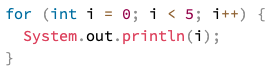 for (int i = 0; i < 5; i++) {
  System.out.println(i);
}